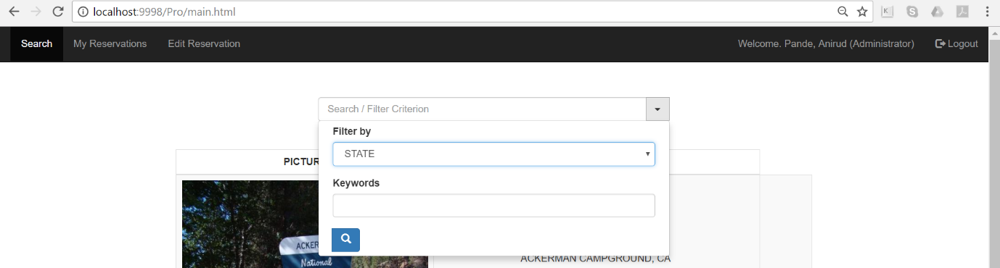 localhost:9998/Pro/main.html
Search My Reservations Edit Reservation Welcome. Pande, Anirud (Administrator) Logout
Search / Filter Criterion
Filter by
STATE
PICTUR
Keywords
ACKER
National
ACKERMAN CAMPGROUND, CA